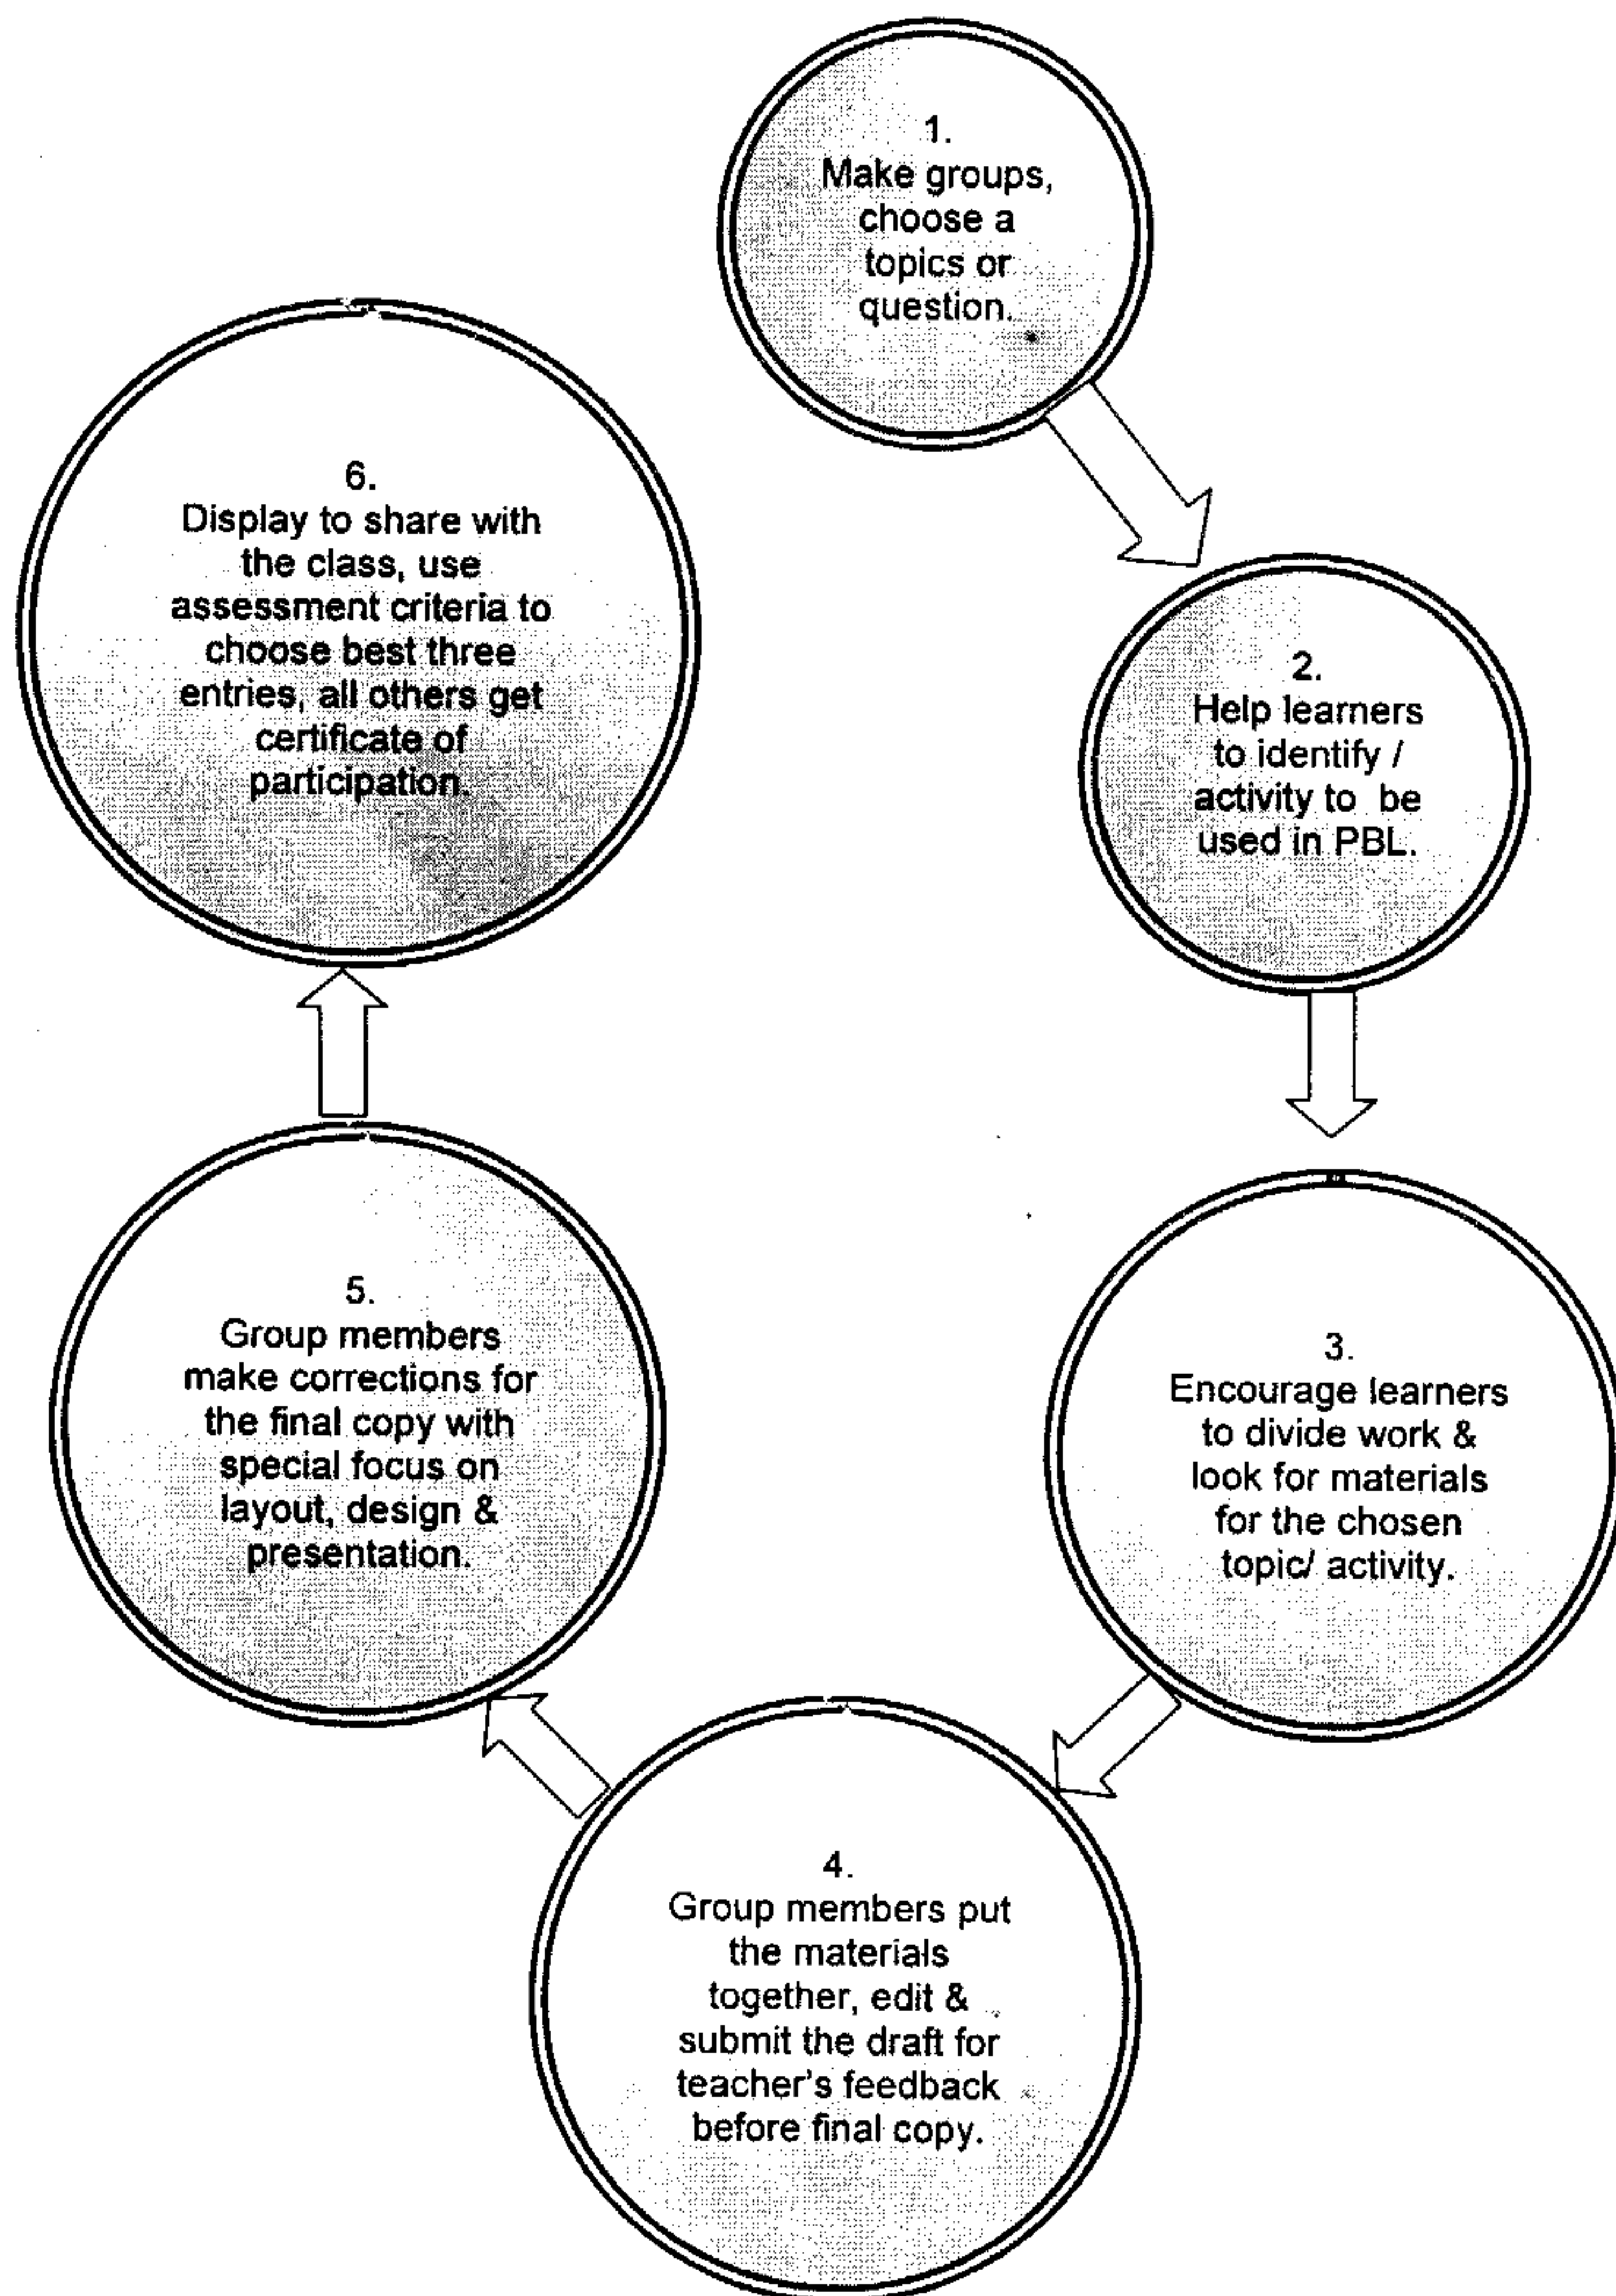 1.
Make groups,
choose a
topics or
question.
2.
Help learners
to identify /
activity to be
used in PBL.
3.
Encourage learners
to divide work &
look for materials
for the chosen
topic/ activity.
4.
Group members put
the materials
together, edit &
submit the draft for
teacher's feedback
before final copy.
5.
Group members
make corrections for
the final copy with
special focus on
layout, design &
presentation.
6.
Display to share with
the class, use
assessment criteria to
choose best three
entries, all others get
certificate of
participation.